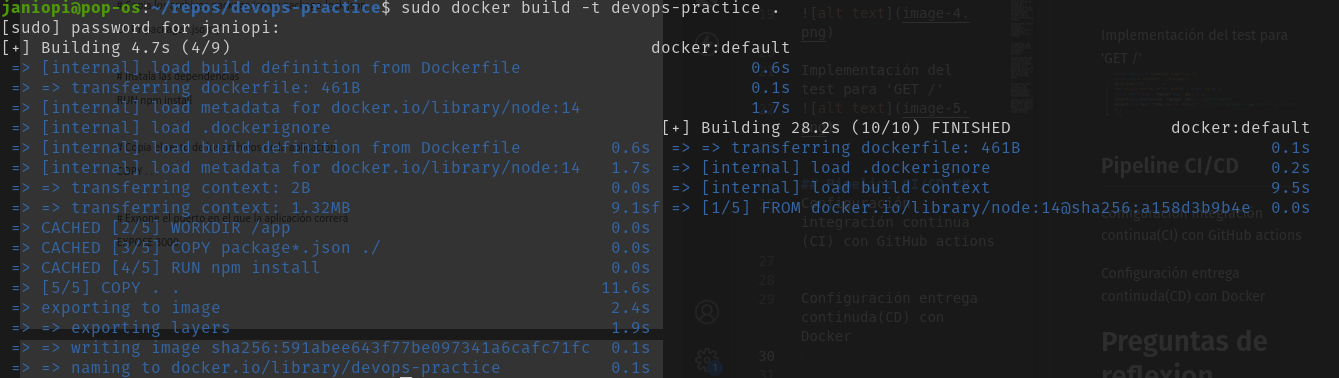 janiopi@pop-os:~/repos/devops-practice$ sudo docker build -t devops-practice .
[sudo] password for janiopi:
[+] Building 4.7s (4/9) docker:default
=> [internal] load build definition from Dockerfile 0.6s
=> => transferring dockerfile: 461B 0.1s
=> [internal] load metadata for docker.io/library/node:14 1.7s
=> [internal] load .dockerignore
[+] Building 28.2s (10/10) FINISHED docker:default
=> [internal] load build definition from Dockerfile 0.6s
=> => transferring dockerfile: 461B 0.1s
=> [internal] load metadata for docker.io/library/node:14 1.7s
=> [internal] load .dockerignore 0.2s
=> => transferring context: 2B 0.0s
=> [internal] load build context 9.5s
=> => transferring context: 1.32MB 9.1s
=> [1/5] FROM docker.io/library/node:14@sha256:a158d3b9b4e 0.0s
=> CACHED [2/5] WORKDIR /app 0.0s
=> CACHED [3/5] COPY package*.json ./ 0.0s
=> CACHED [4/5] RUN npm install 0.0s
=> [5/5] COPY . . 11.6s
=> exporting to image 2.4s
=> => exporting layers 1.9s
=> => writing image sha256:591abee643f77be097341a6cafc71fc 0.1s
=> => naming to docker.io/library/devops-practice 0.1s
# Instala las dependencias
RUN npm install
# Expone el puerto en el que la aplicación correrá
![alt text](image-4.
png)
Implementación del
test para 'GET /'
![alt text](image-5.
integración continua
(CI) con GitHub actions
27
28
29
Configuración entrega
continuda(CD) con
Docker
30
31
Implementación del test para
'GET /'
Pipeline CI/CD
Configuración integración
continua(CI) con GitHub actions
Configuración entrega
continuda(CD) con Docker
Preguntas de
reflexion